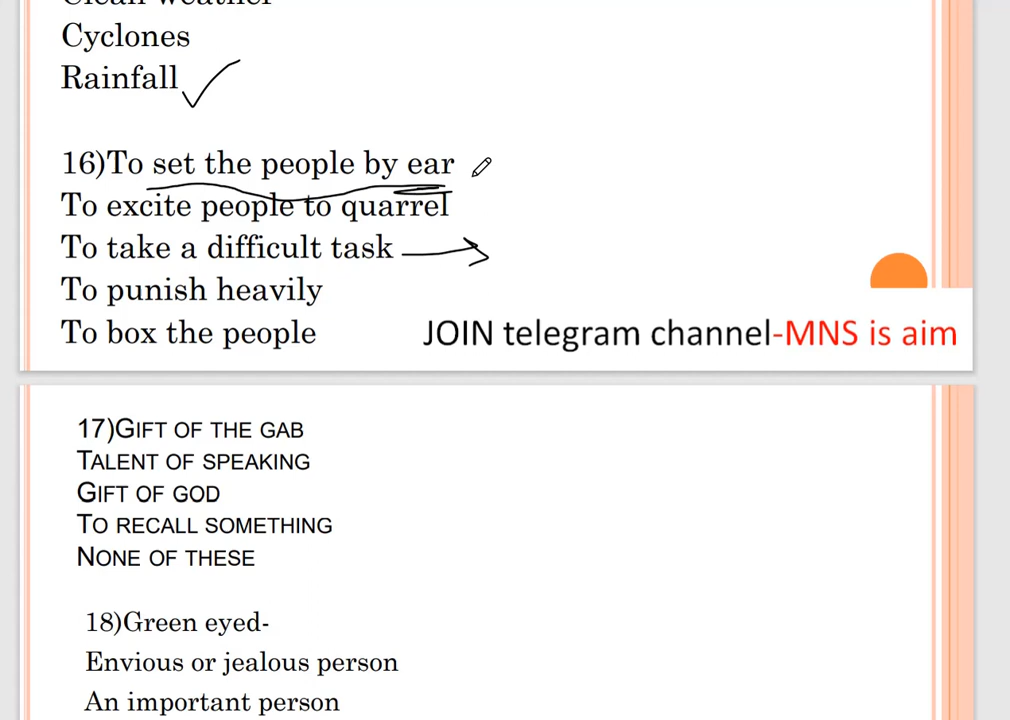 Clean weather
Cyclones
Rainfall
16)To set the people by ear
To excite people to quarrel
To take a difficult task
To punish heavily
To box the people
JOIN telegram channel-MNS is aim
17)GIFT OF THE GAB
TALENT OF SPEAKING
GIFT OF GOD
TO RECALL SOMETHING
NONE OF THESE
18)Green eyed-
Envious or jealous person
An important person